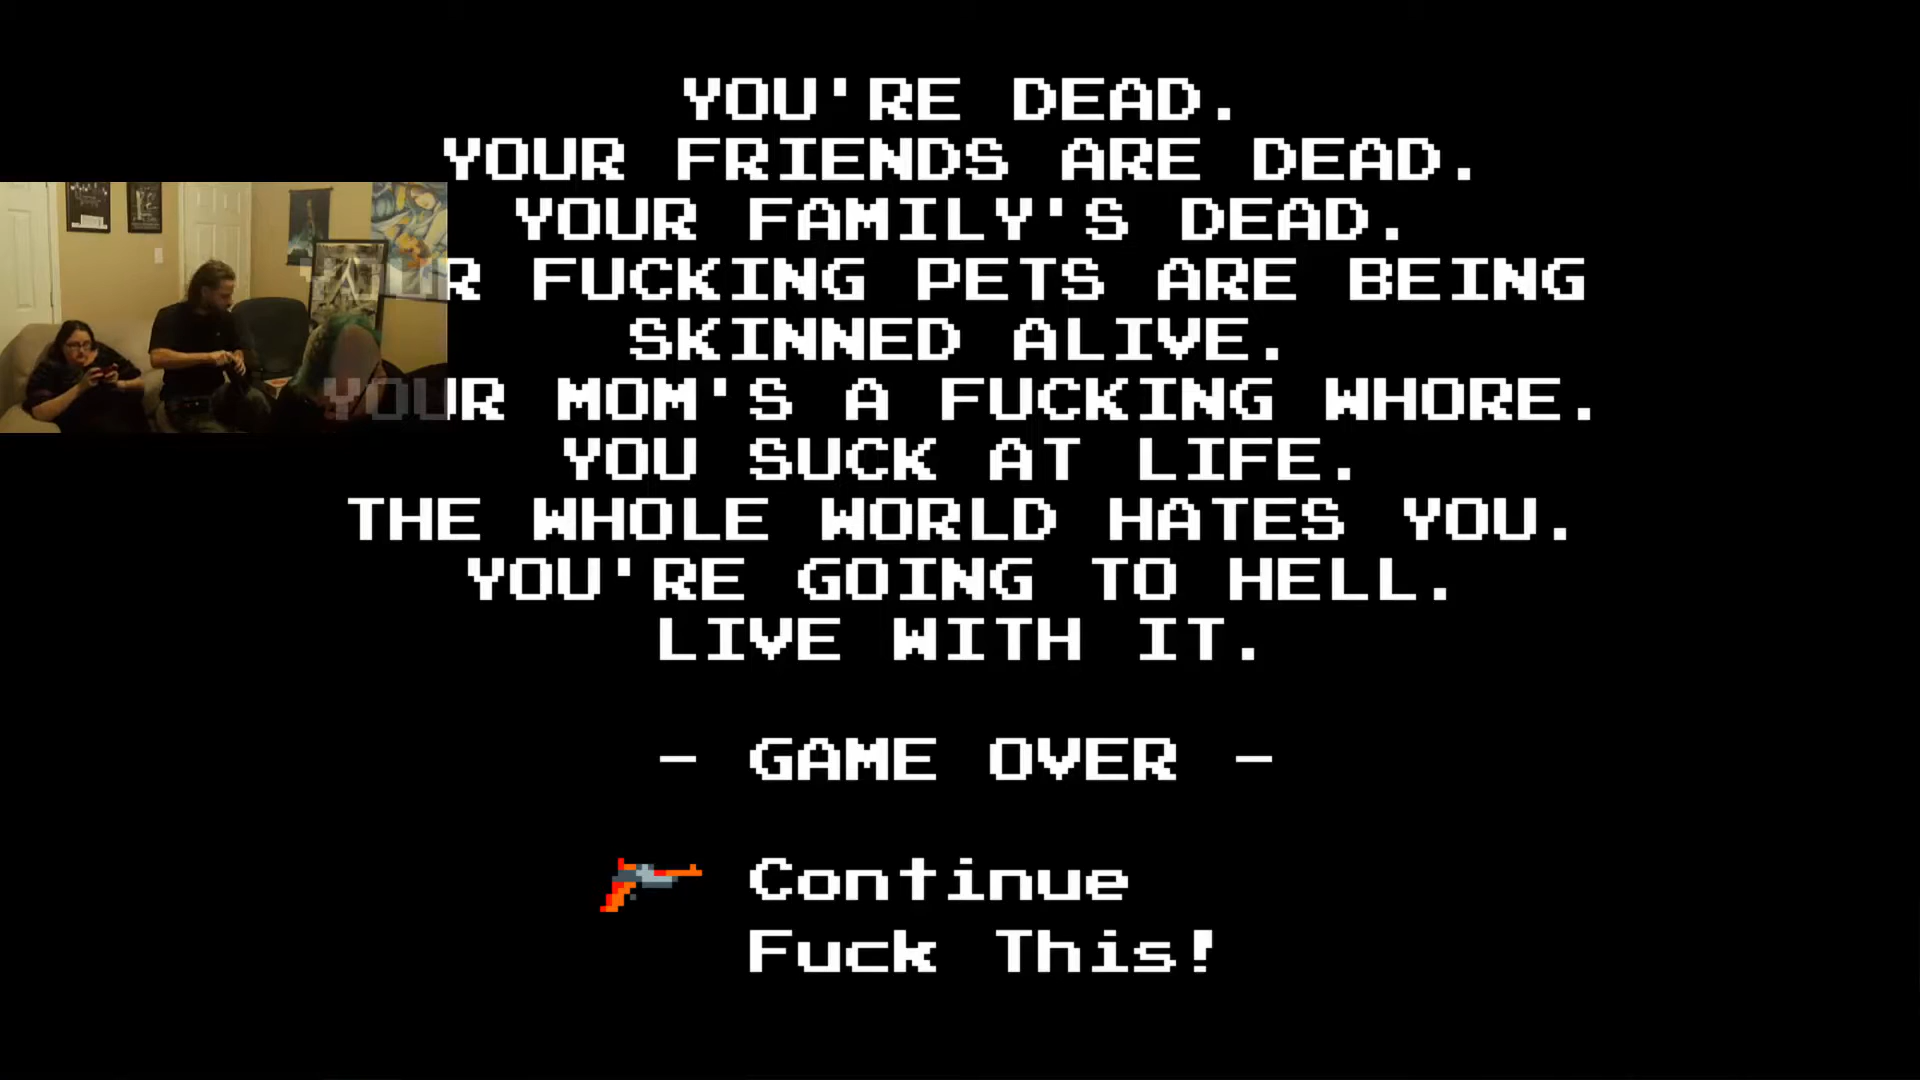 YOU'RE DEAD.
YOUR FRIENDS ARE DEAD.
YOUR FAMILY'S DEAD.
YOUR FUCKING PETS ARE BEING
SKINNED ALIVE.
YOUR MOM'S A FUCKING WHORE.
YOU SUCK AT LIFE.
THE WHOLE WORLD HATES YOU.
YOU'RE GOING TO HELL.
LIVE WITH IT.
- GAME OVER -
Continue
Fuck This!